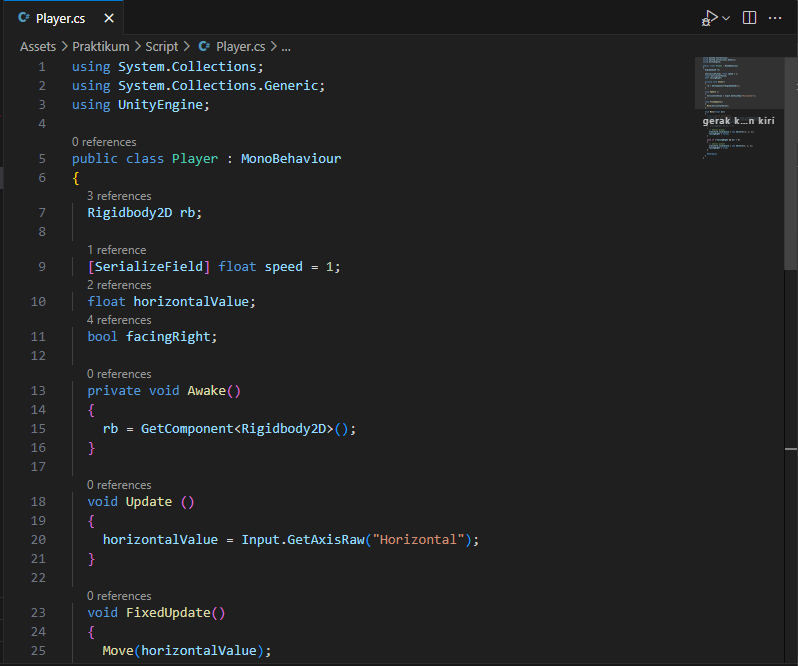 Player.cs
Assets > Praktikum > Script > Player.cs > ...
1 using System.Collections;
2 using System.Collections.Generic;
3 using UnityEngine;
4
0 references
5 public class Player : MonoBehaviour
6 {
3 references
7 Rigidbody2D rb;
8
1 reference
9 [SerializeField] float speed = 1;
2 references
10 float horizontalValue;
4 references
11 bool facingRight;
12
0 references
13 private void Awake()
14 {
15 rb = GetComponent<Rigidbody2D>();
16 }
17
0 references
18 void Update ()
19 {
20 horizontalValue = Input.GetAxisRaw("Horizontal");
21 }
22
0 references
23 void FixedUpdate()
24 {
25 Move(horizontalValue);
gerak k...n kiri